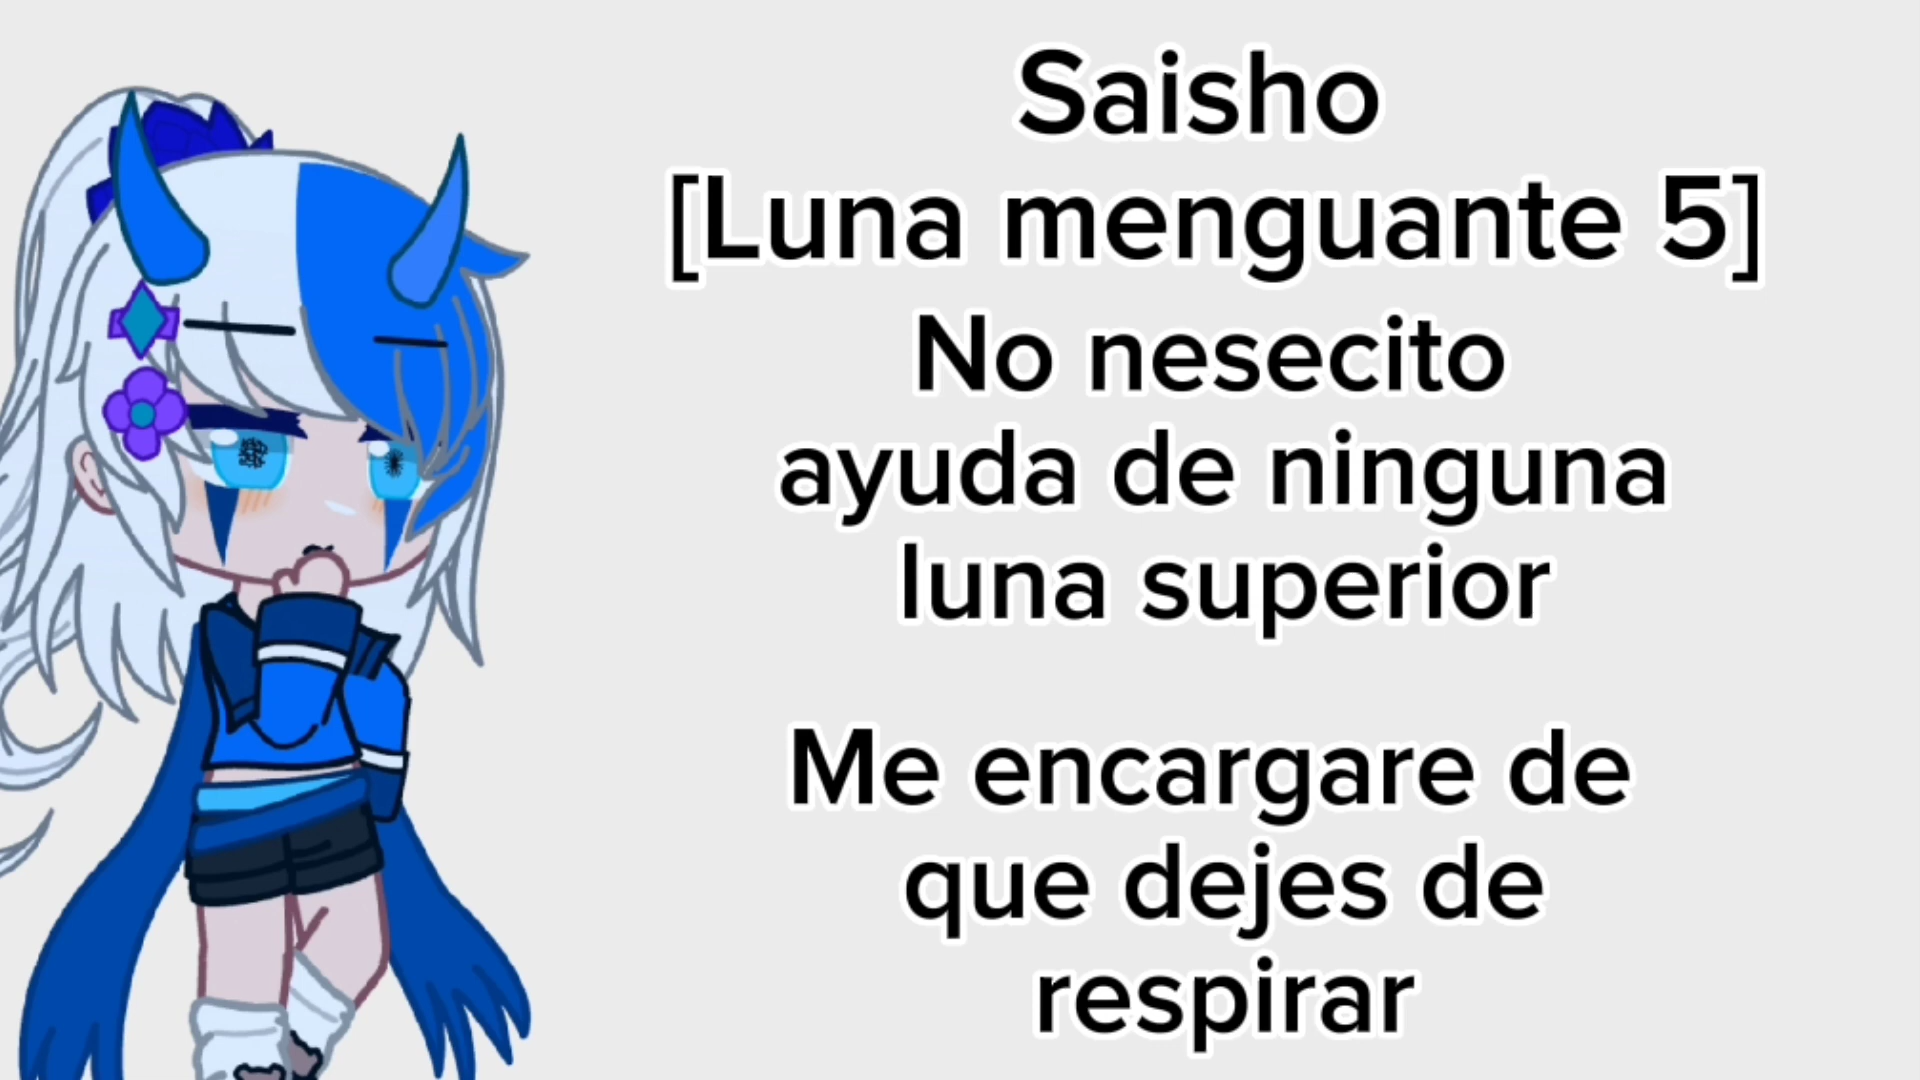 Saisho
[Luna menguante 5]
No nesecito
ayuda de ninguna
luna superior
Me encargare de
que dejes de
respirar